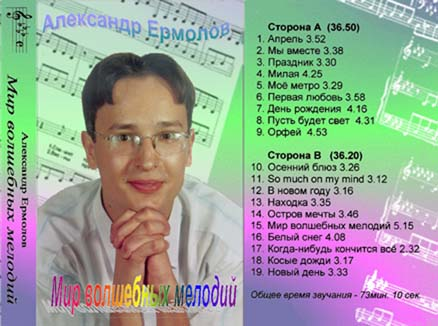 Александр Ермолов
Мир волшебных мелодий
Александр Ермолов
Мир волшебных мелодий
Сторона А (36.50)
1. Апрель 3.52
2. Мы вместе 3.38
3. Праздник 3.30
4. Милая 4.25
5. Моё метро 3.29
6. Первая любовь 3.58
7. День рождения 4.16
8. Пусть будет свет 4.31
9. Орфей 4.53
Сторона В (36.20)
10. Осенний блюз 3.26
11. So much on my mind 3.12
12. В новом году 3.16
13. Находка 3.35
14. Остров мечты 3.46
15. Мир волшебных мелодий 5.15
16. Белый снег 4.08
17. Когда-нибудь кончится всё 2.32
18. Косые дожди 3.17
19. Новый день 3.33
Общее время звучания - 73мин. 10 сек.